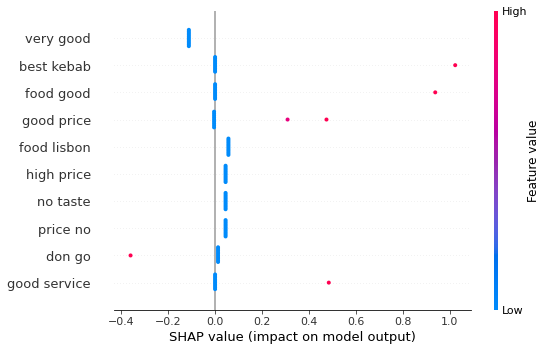 High
very good
best kebab
food good
good price
food lisbon
high price
no taste
price no
don go
good service
Feature value
Low
−0.4 −0.2 0.0 0.2 0.4 0.6 0.8 1.0
SHAP value (impact on model output)